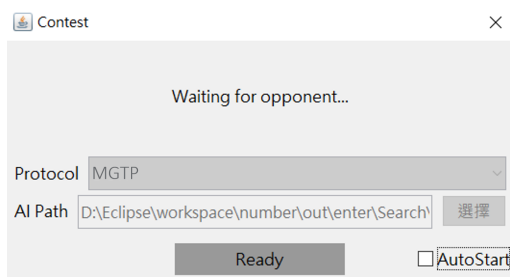 Contest
Waiting for opponent...
Protocol MGTP
AI Path D:\Eclipse\workspace\number\out\enter\Search\ 選擇
Ready AutoStart